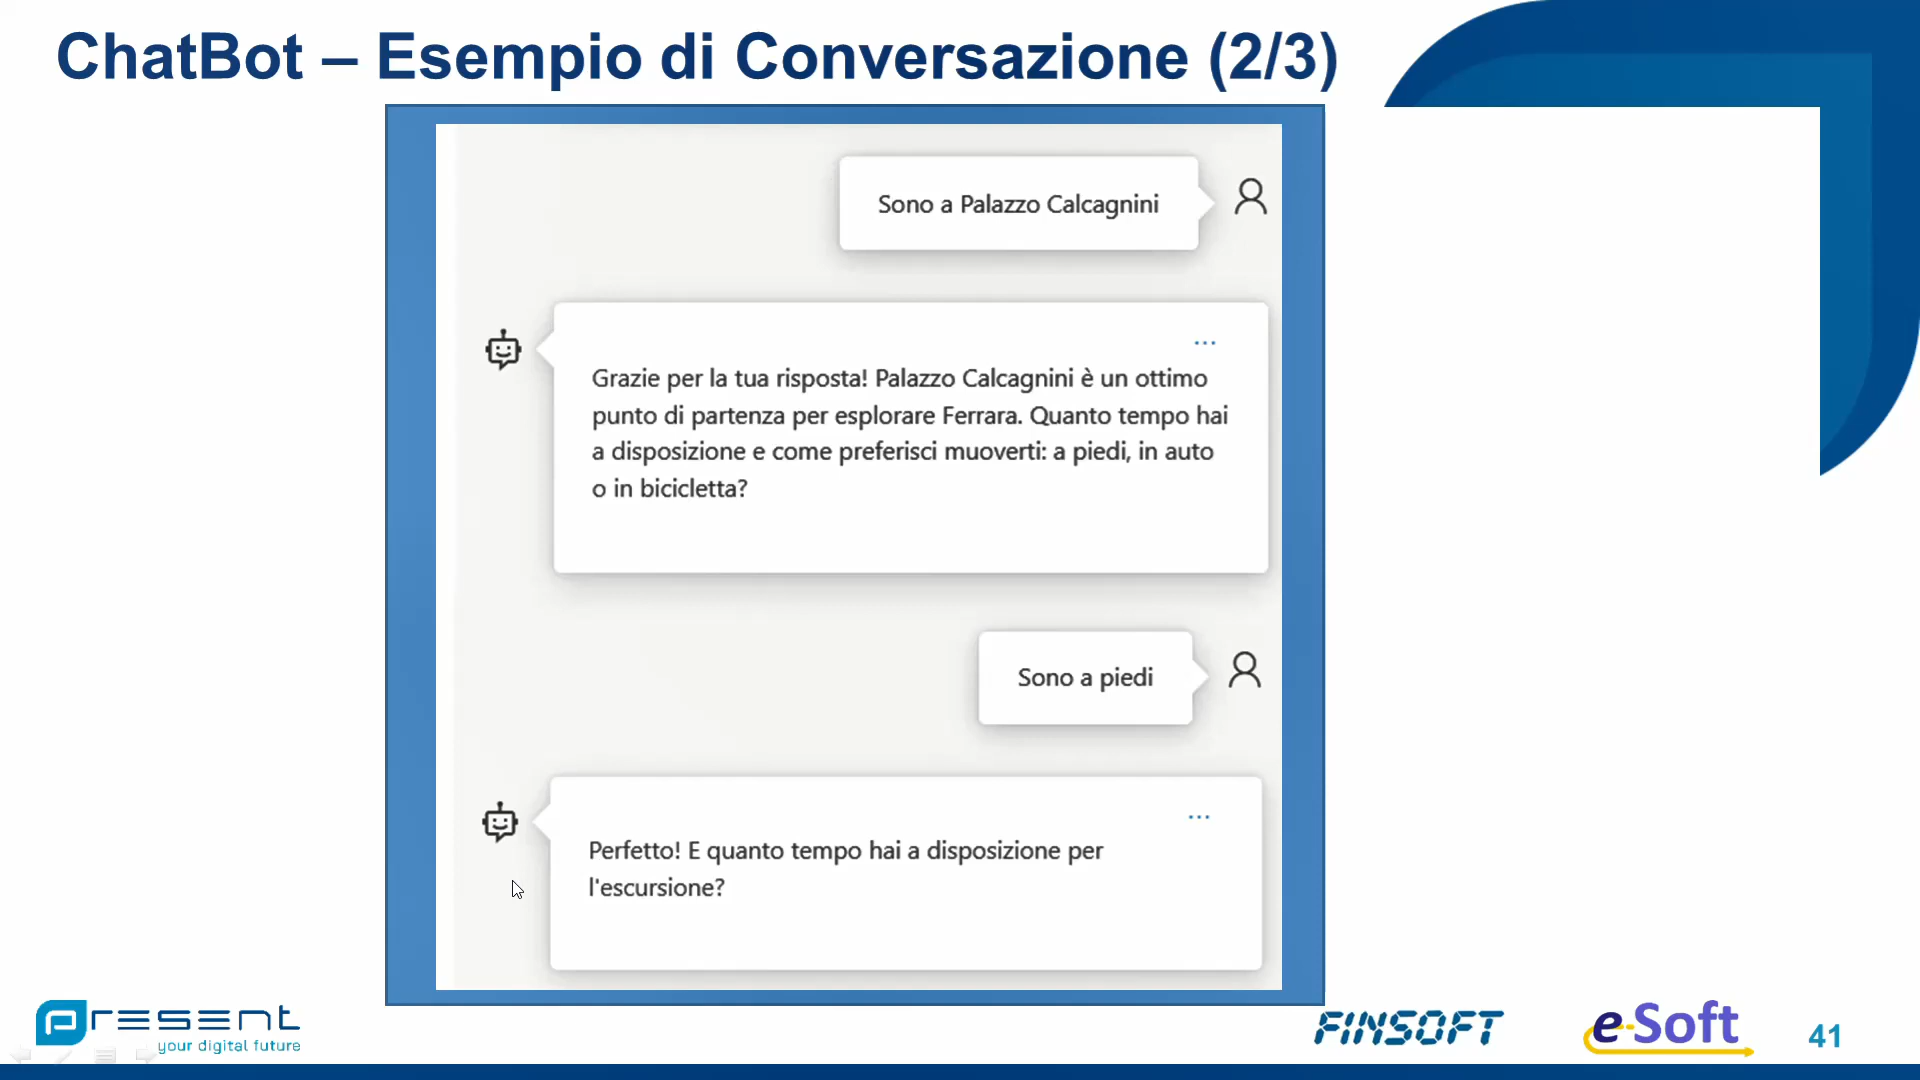 ChatBot – Esempio di Conversazione (2/3)
Sono a Palazzo Calcagnini
...
Grazie per la tua risposta! Palazzo Calcagnini è un ottimo
punto di partenza per esplorare Ferrara. Quanto tempo hai
a disposizione e come preferisci muoverti: a piedi, in auto
o in bicicletta?
Sono a piedi
...
Perfetto! E quanto tempo hai a disposizione per
l'escursione?
Present
your digital future
FINSOFT
e-Soft
41